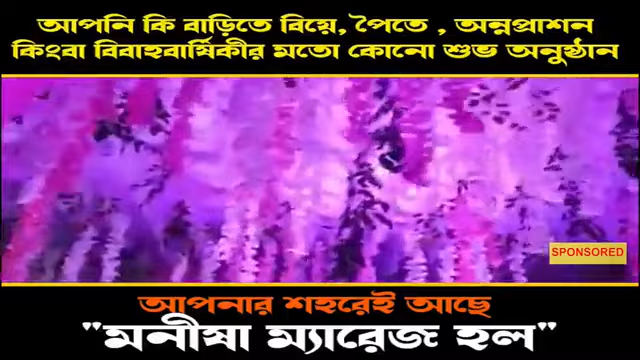 আপনি কি বাড়িতে বিয়ে, পৈতে , অন্নপ্রাশন
কিংবা বিবাহবার্ষিকীর মতো কোনো শুভ অনুষ্ঠান
SPONSORED
আপনার শহরেই আছে
"মনীষা ম্যারেজ হল"